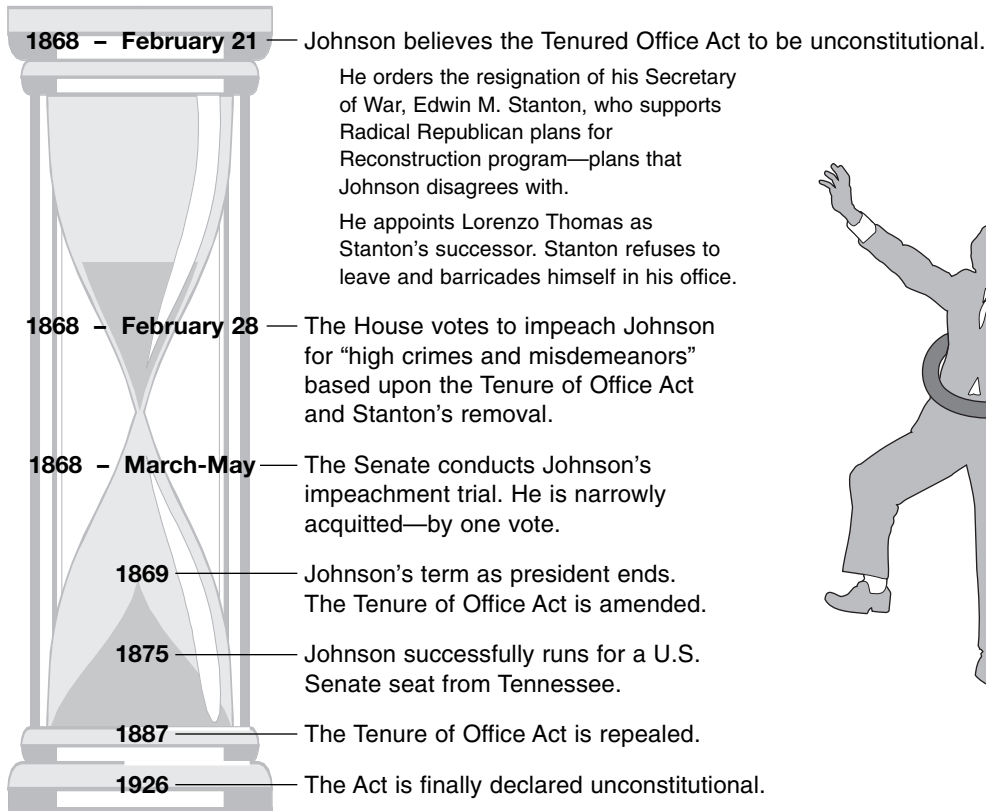 1868 – February 21 Johnson believes the Tenured Office Act to be unconstitutional.
He orders the resignation of his Secretary
of War, Edwin M. Stanton, who supports
Radical Republican plans for
Reconstruction program—plans that
Johnson disagrees with.
He appoints Lorenzo Thomas as
Stanton's successor. Stanton refuses to
leave and barricades himself in his office.
1868 – February 28 The House votes to impeach Johnson
for “high crimes and misdemeanors”
based upon the Tenure of Office Act
and Stanton's removal.
1868 – March-May The Senate conducts Johnson's
impeachment trial. He is narrowly
acquitted—by one vote.
1869 Johnson's term as president ends.
The Tenure of Office Act is amended.
1875 Johnson successfully runs for a U.S.
Senate seat from Tennessee.
1887 The Tenure of Office Act is repealed.
1926 The Act is finally declared unconstitutional.